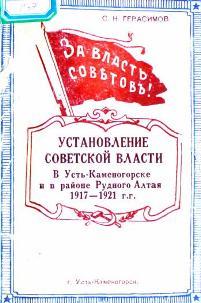 С. Н. ГЕРАСИМОВ
ЗА ВЛАСТЬ
СОВѢТОВЪ!
УСТАНОВЛЕНИЕ
СОВЕТСКОЙ ВЛАСТИ
В Усть-Каменогорске
и в районе Рудного Алтая
1917—1921 г.г.
г. Усть-Каменогорск.